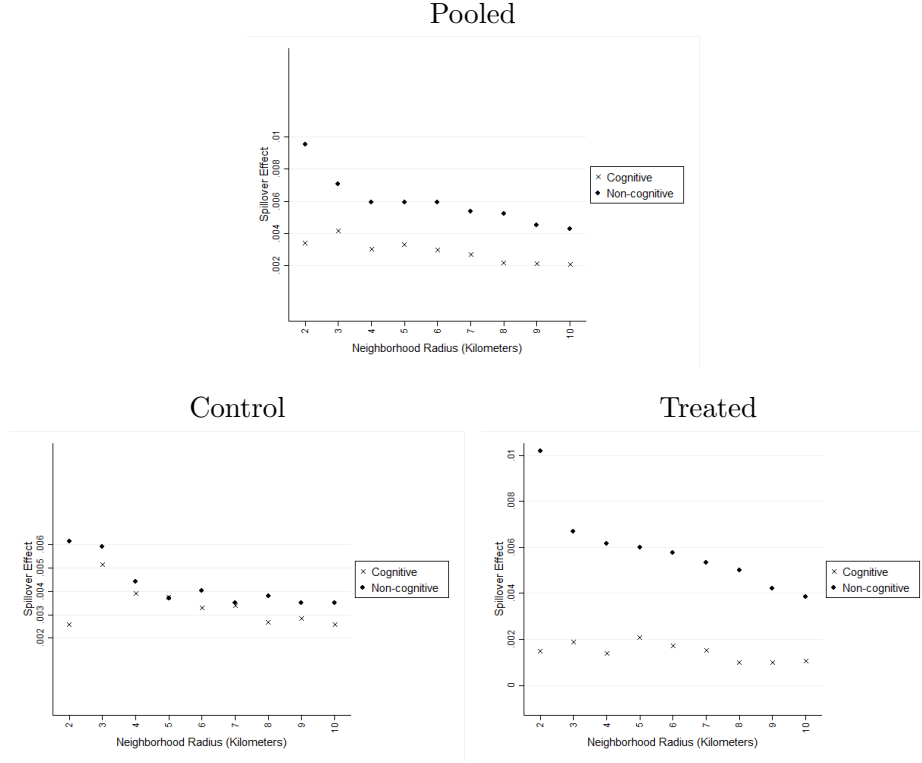 Pooled
Spillover Effect
.01
.008
.006
.004
.002
2 3 4 5 6 7 8 9 10
Neighborhood Radius (Kilometers)
Cognitive
Non-cognitive
Control
Spillover Effect
.006
.005
.004
.003
.002
2 3 4 5 6 7 8 9 10
Neighborhood Radius (Kilometers)
Cognitive
Non-cognitive
Treated
Spillover Effect
.01
.008
.006
.004
.002
0
2 3 4 5 6 7 8 9 10
Neighborhood Radius (Kilometers)
Cognitive
Non-cognitive